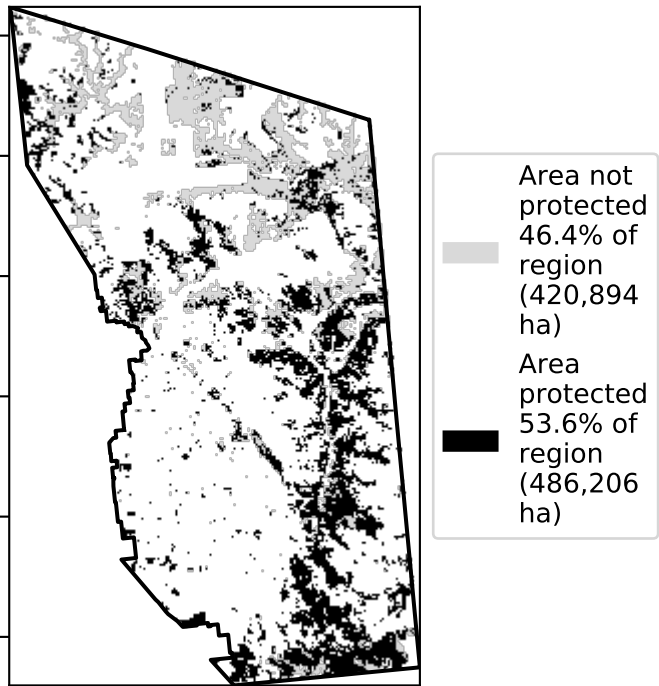 Area not
protected
46.4% of
region
(420,894
ha)
Area
protected
53.6% of
region
(486,206
ha)